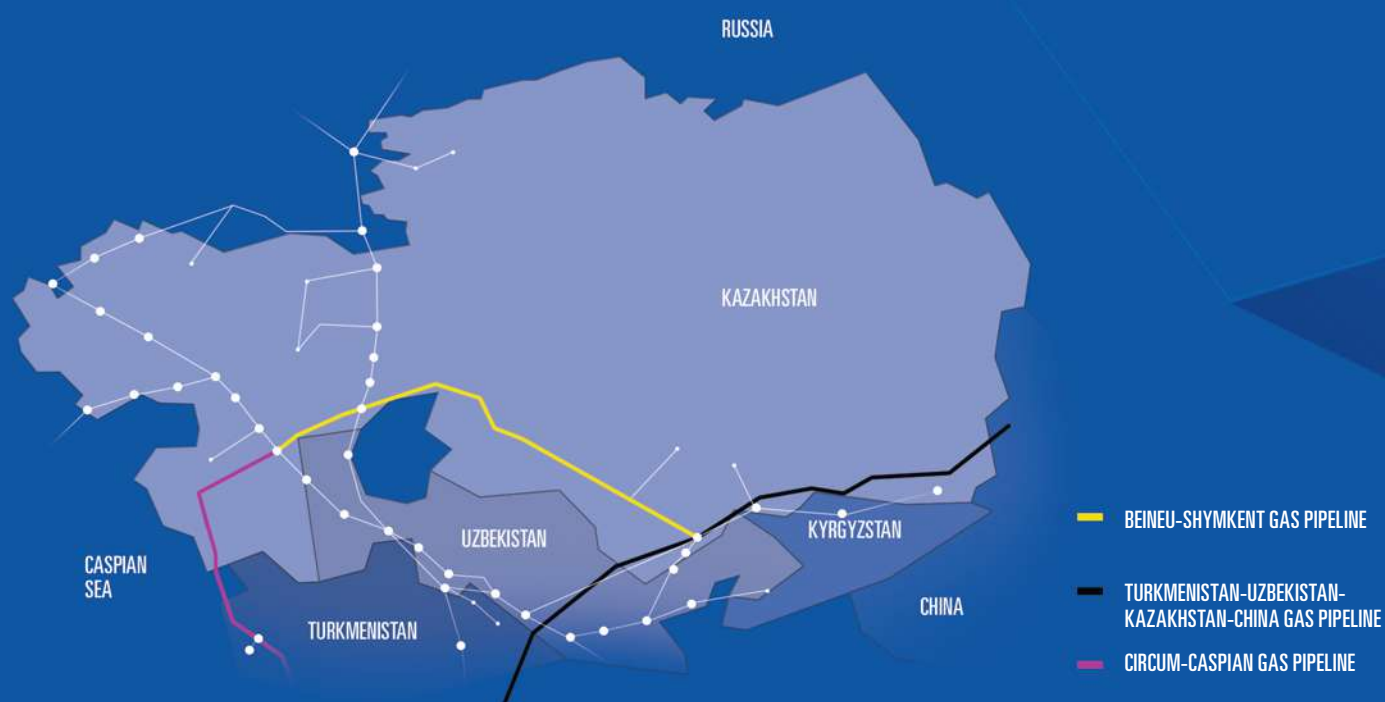 RUSSIA
KAZAKHSTAN
UZBEKISTAN
KYRGYZSTAN
CASPIAN
SEA
TURKMENISTAN
CHINA
BEINEU-SHYMKENT GAS PIPELINE
TURKMENISTAN-UZBEKISTAN-
KAZAKHSTAN-CHINA GAS PIPELINE
CIRCUM-CASPIAN GAS PIPELINE